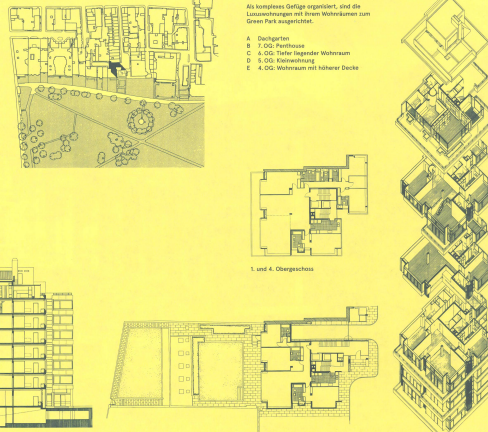 Als komplexes Gefüge organisiert, sind die
Luxuswohnungen mit ihrem Wohnräumen zum
Green Park ausgerichtet.
A Dachgarten
B 7. OG: Penthouse
C 6. OG: Tiefer liegender Wohnraum
D 5. OG: Kleinwohnung
E 4. OG: Wohnraum mit höherer Decke
1. und 4. Obergeschoss